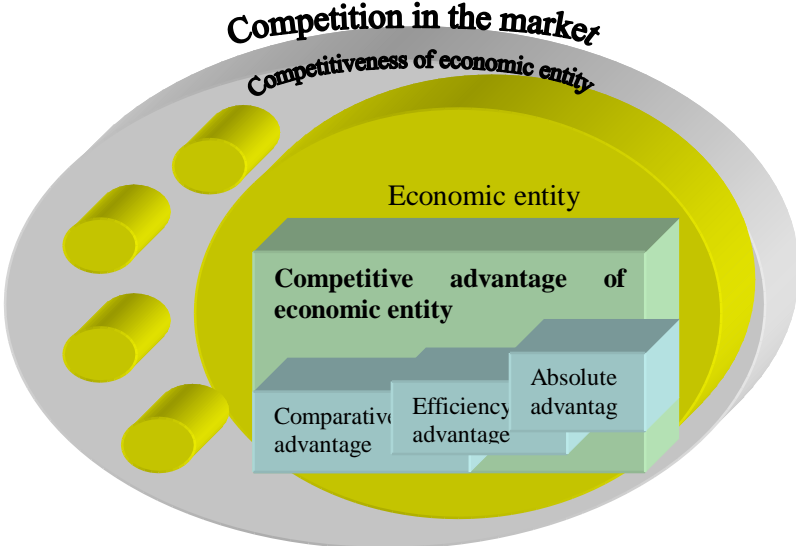 Competition in the market
Competitiveness of economic entity
Economic entity
Competitive advantage of
economic entity
Comparative
advantage
Efficiency
advantage
Absolute
advantag